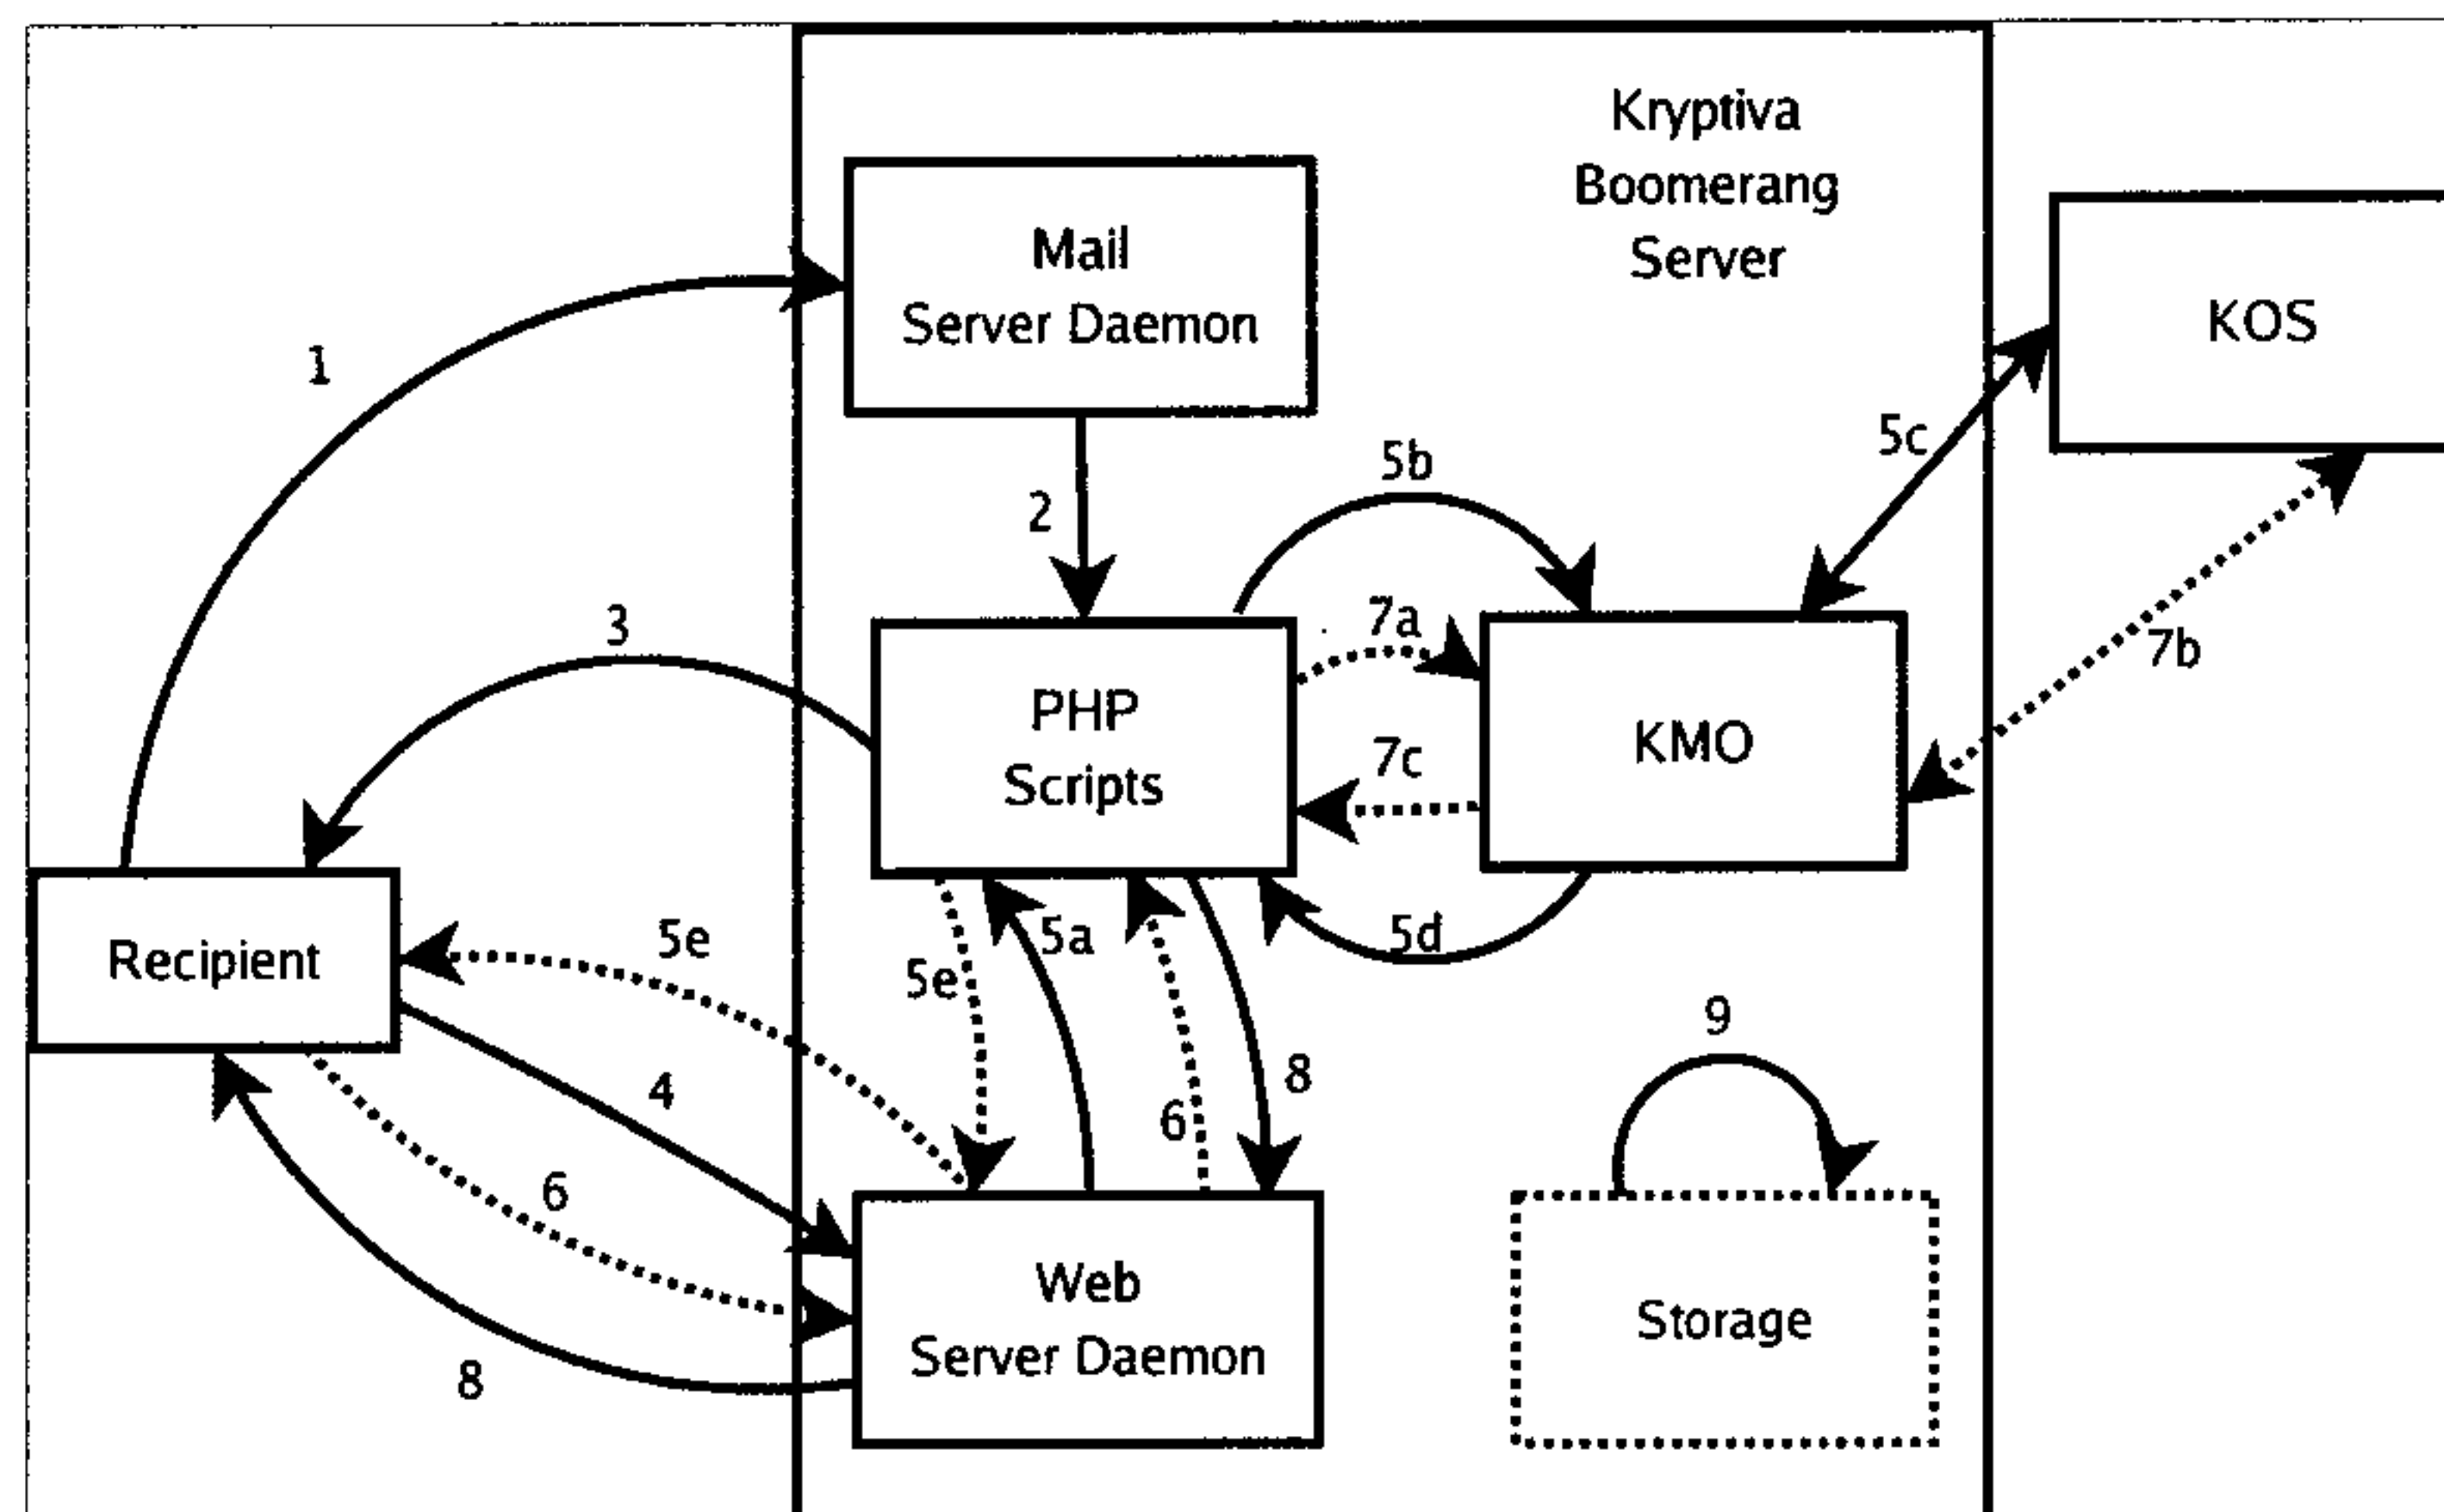 Kryptiva
Boomerang
Server
Mail
Server Daemon
KOS
1
5c
5b
2
3
7a
7b
PHP
Scripts
KMO
7c
5e
5a
5d
5e
Recipient
9
4
8
6
6
Web
Server Daemon
Storage
8